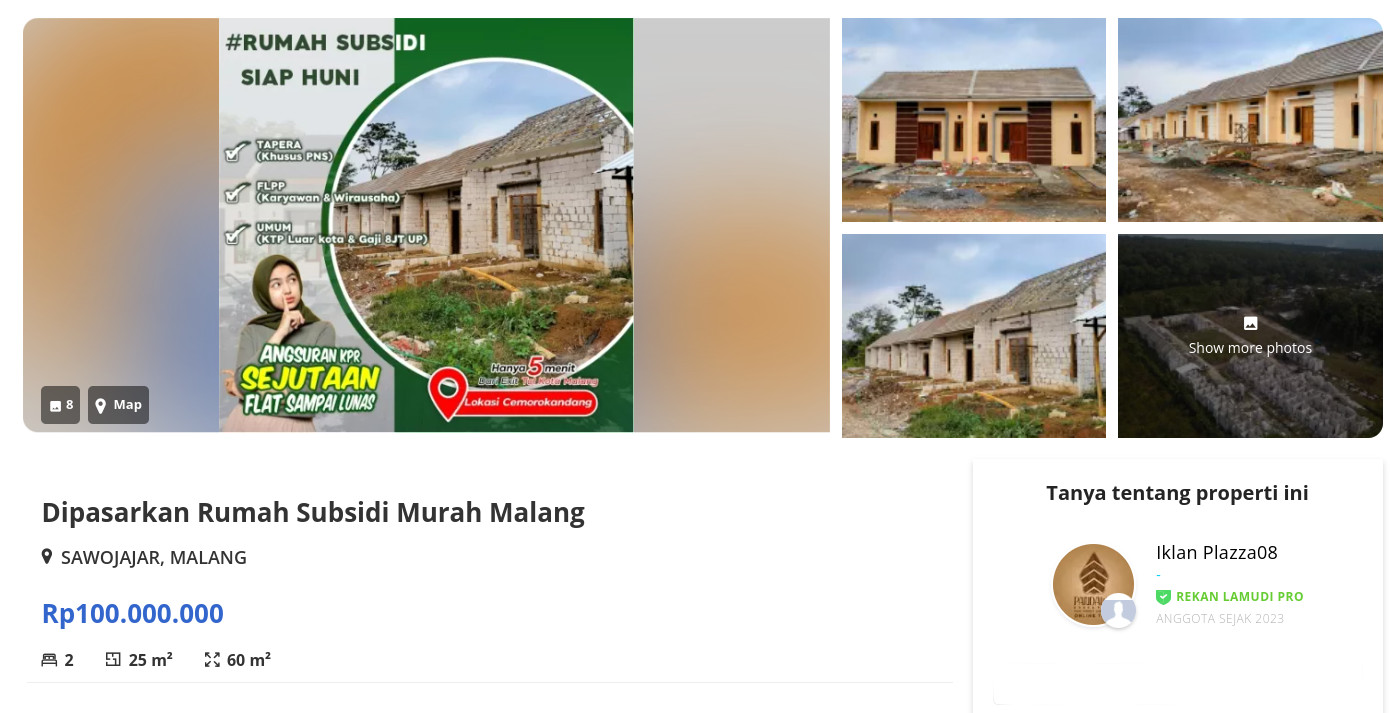 #RUMAH SUBSIDI
SIAP HUNI
TAPERA
(Khusus PNS)
FLPP
(Karyawan & Wirausaha)
UMUM
(KTP Luar kota & Gaji 8JT UP)
ANGSURAN KPR
SEJUTAAN
FLAT SAMPAI LUNAS
Hanya 5 menit
Dari Exit Tol Kota Malang
Lokasi Cemorokandang
8
Map
Show more photos
Dipasarkan Rumah Subsidi Murah Malang
SAWOJAJAR, MALANG
Rp100.000.000
2
25 m²
60 m²
Tanya tentang properti ini
Iklan Plazza08
-
REKAN LAMUDI PRO
ANGGOTA SEJAK 2023